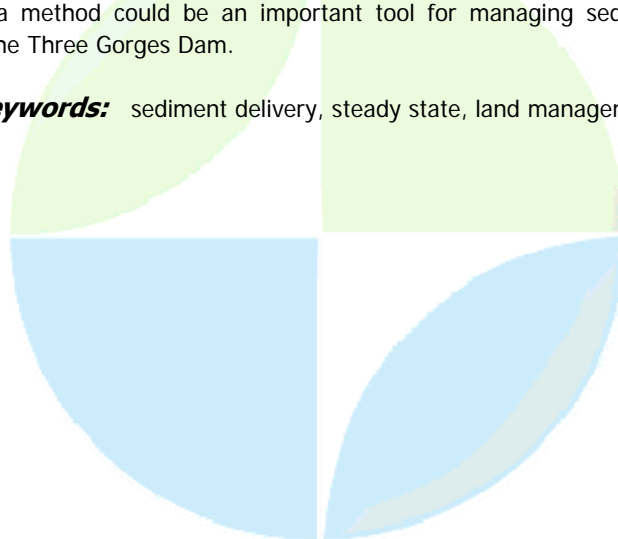 a method could be an important tool for managing sed
he Three Gorges Dam.
eywords: sediment delivery, steady state, land manager